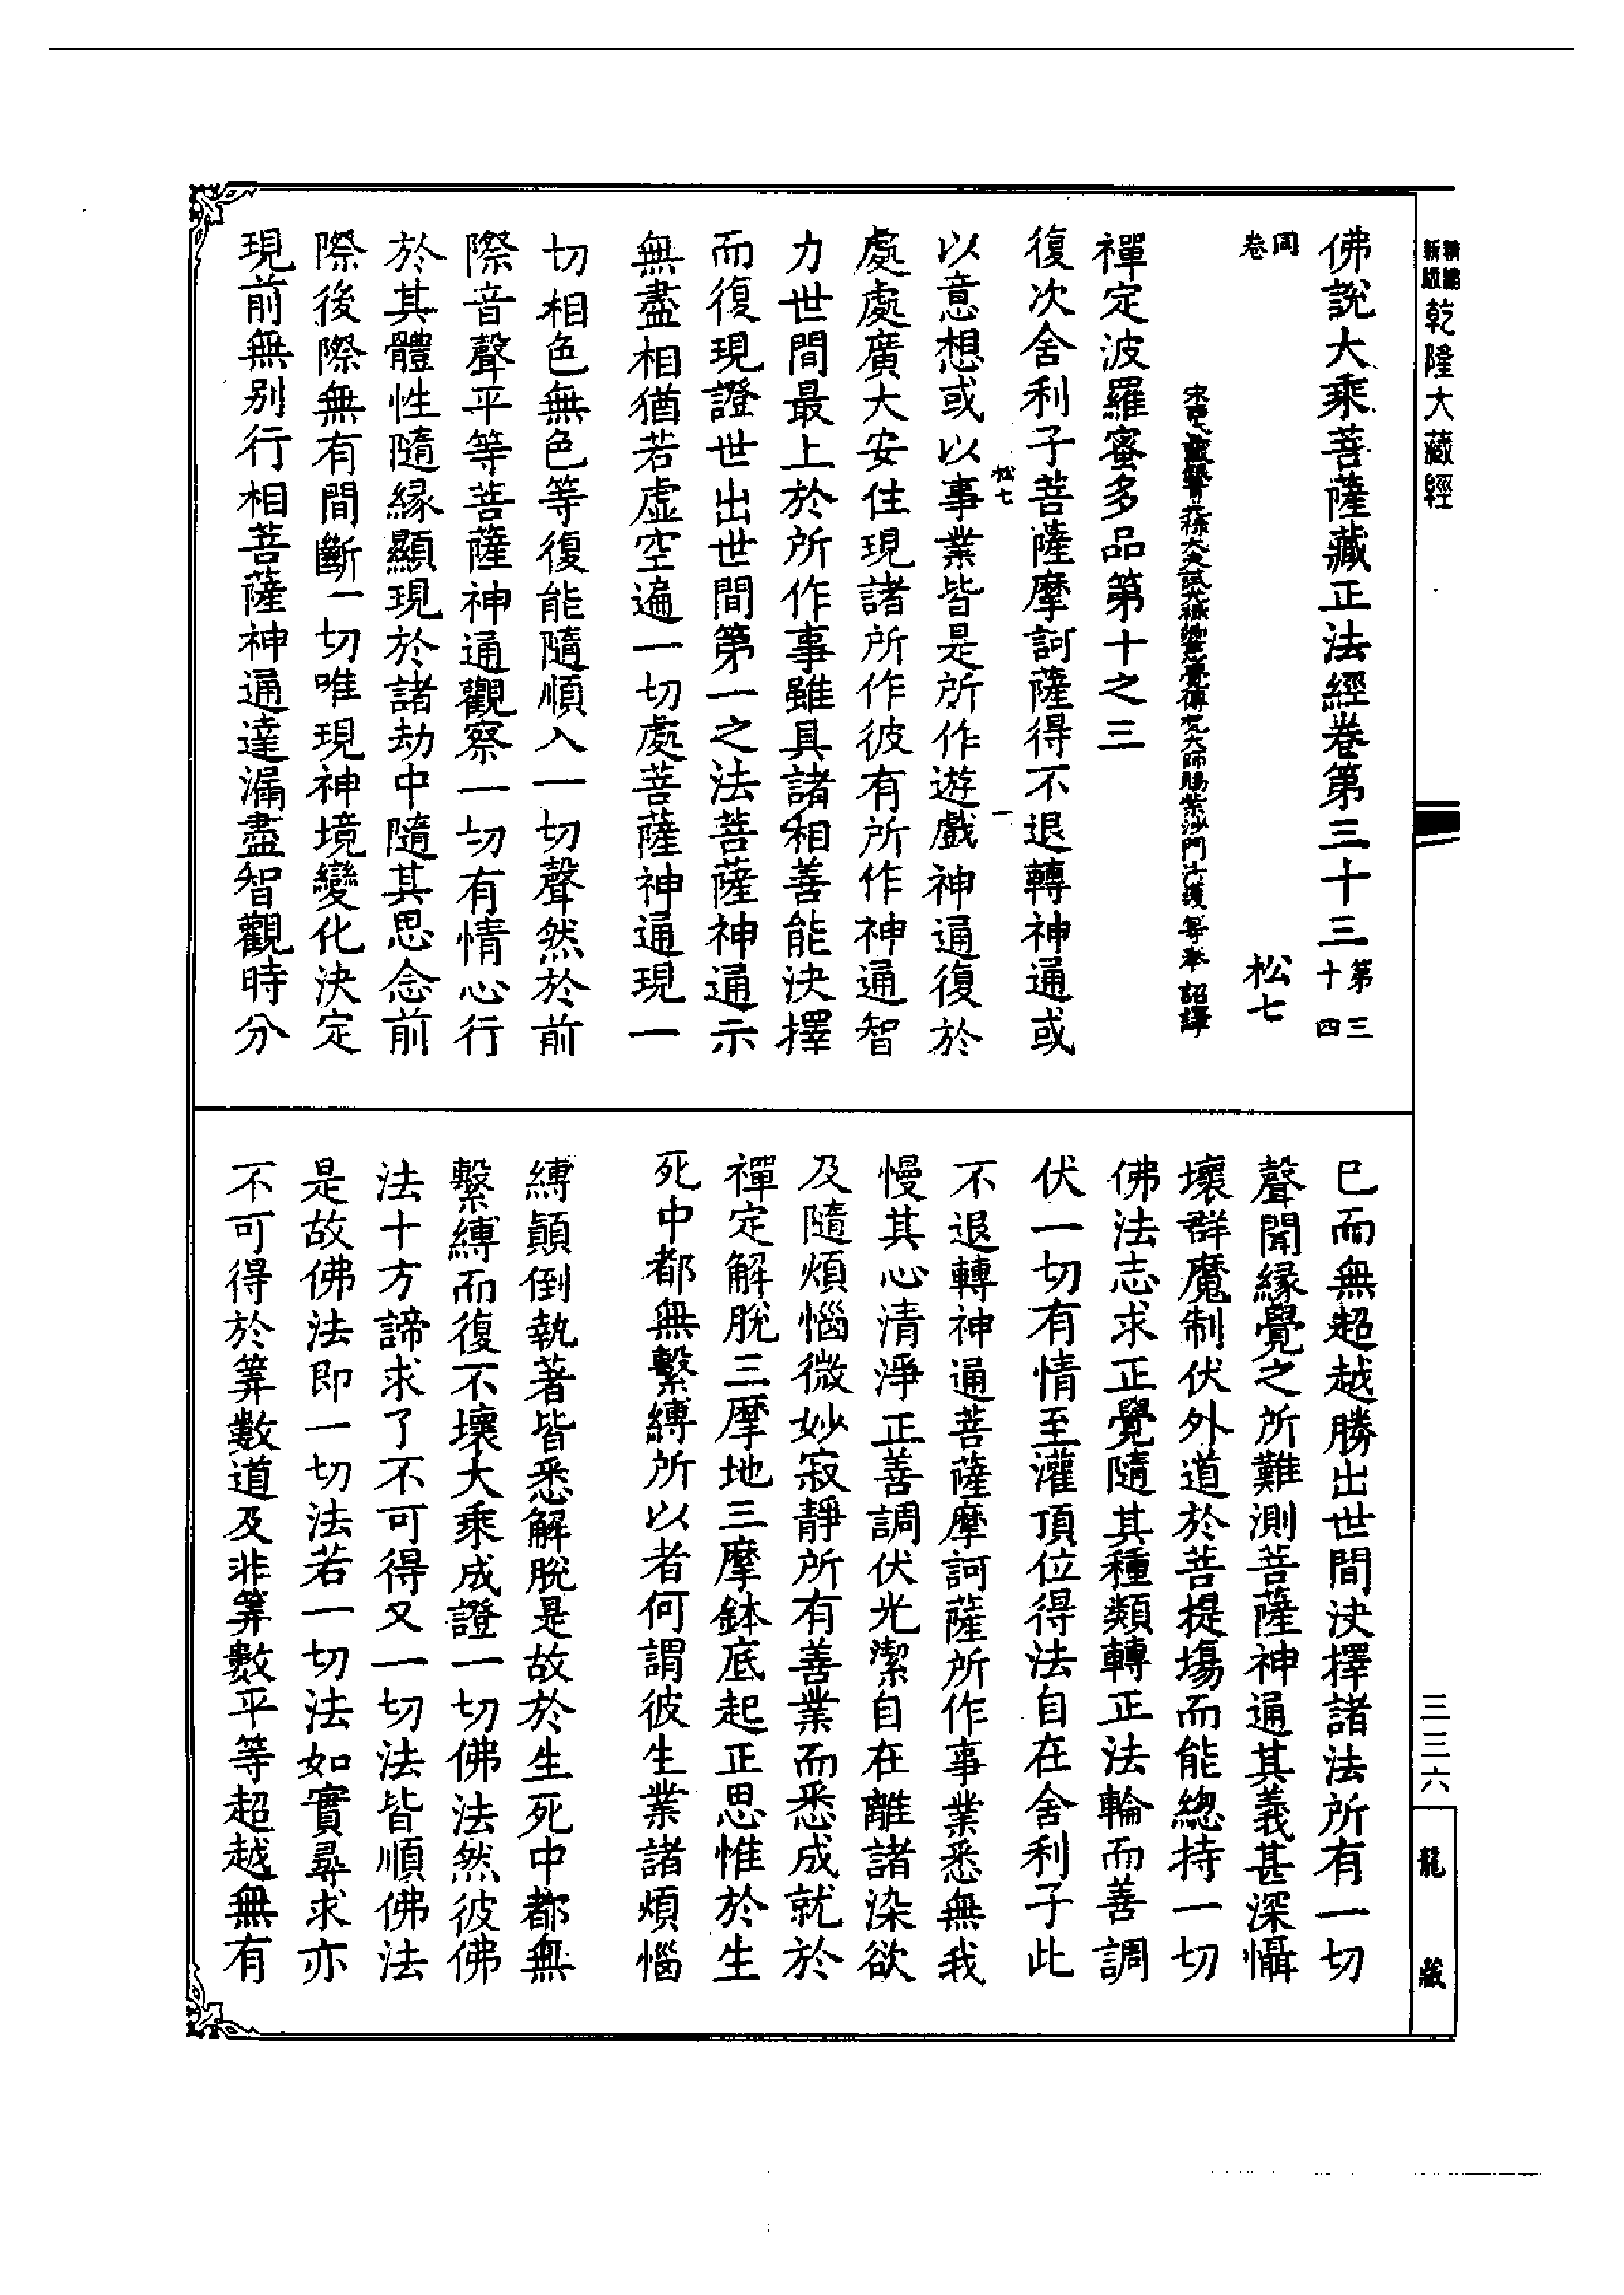 新編
新版
乾隆大藏經
三三六
龍藏
佛說大乘菩薩藏正法經卷第三十三第三十四
同卷
松七
大夫試光祿
大師賜紫沙門法護等奉 詔譯
禪定波羅蜜多品第十之三
復次舍利子菩薩摩訶薩得不退轉神通或
松七 一
以意想或以事業皆是所作遊戲神通復於
處處廣大安住現諸所作彼有所作神通智
力世間最上於所作事雖具諸相善能決擇
而復現證世出世間第一之法菩薩神通示
無盡相猶若虛空遍一切處菩薩神通現一
切相色無色等復能隨順入一切聲然於前
際音聲平等菩薩神通觀察一切有情心行
於其體性隨緣顯現於諸劫中隨其思念前
際後際無有間斷一切唯現神境變化決定
現前無別行相菩薩神通達漏盡智觀時分
已而無超越勝出世間決擇諸法所有一切
聲聞緣覺之所難測菩薩神通其義甚深懾
壞群魔制伏外道於菩提場而能總持一切
佛法志求正覺隨其種類轉正法輪而善調
伏一切有情至灌頂位得法自在舍利子此
不退轉神通菩薩摩訶薩所作事業悉無我
慢其心清淨正善調伏光潔自在離諸染欲
及隨煩惱微妙寂靜所有善業而悉成就於
禪定解脫三摩地三摩鉢底起正思惟於生
死中都無繫縛所以者何謂彼生業諸煩惱
縛顛倒執著皆悉解脫是故於生死中都無
繫縛而復不壞大乘成證一切佛法然彼佛
法十方諦求了不可得又一切法皆順佛法
是故佛法即一切法若一切法如實尋求亦
不可得於筭數道及非筭數平等超越無有